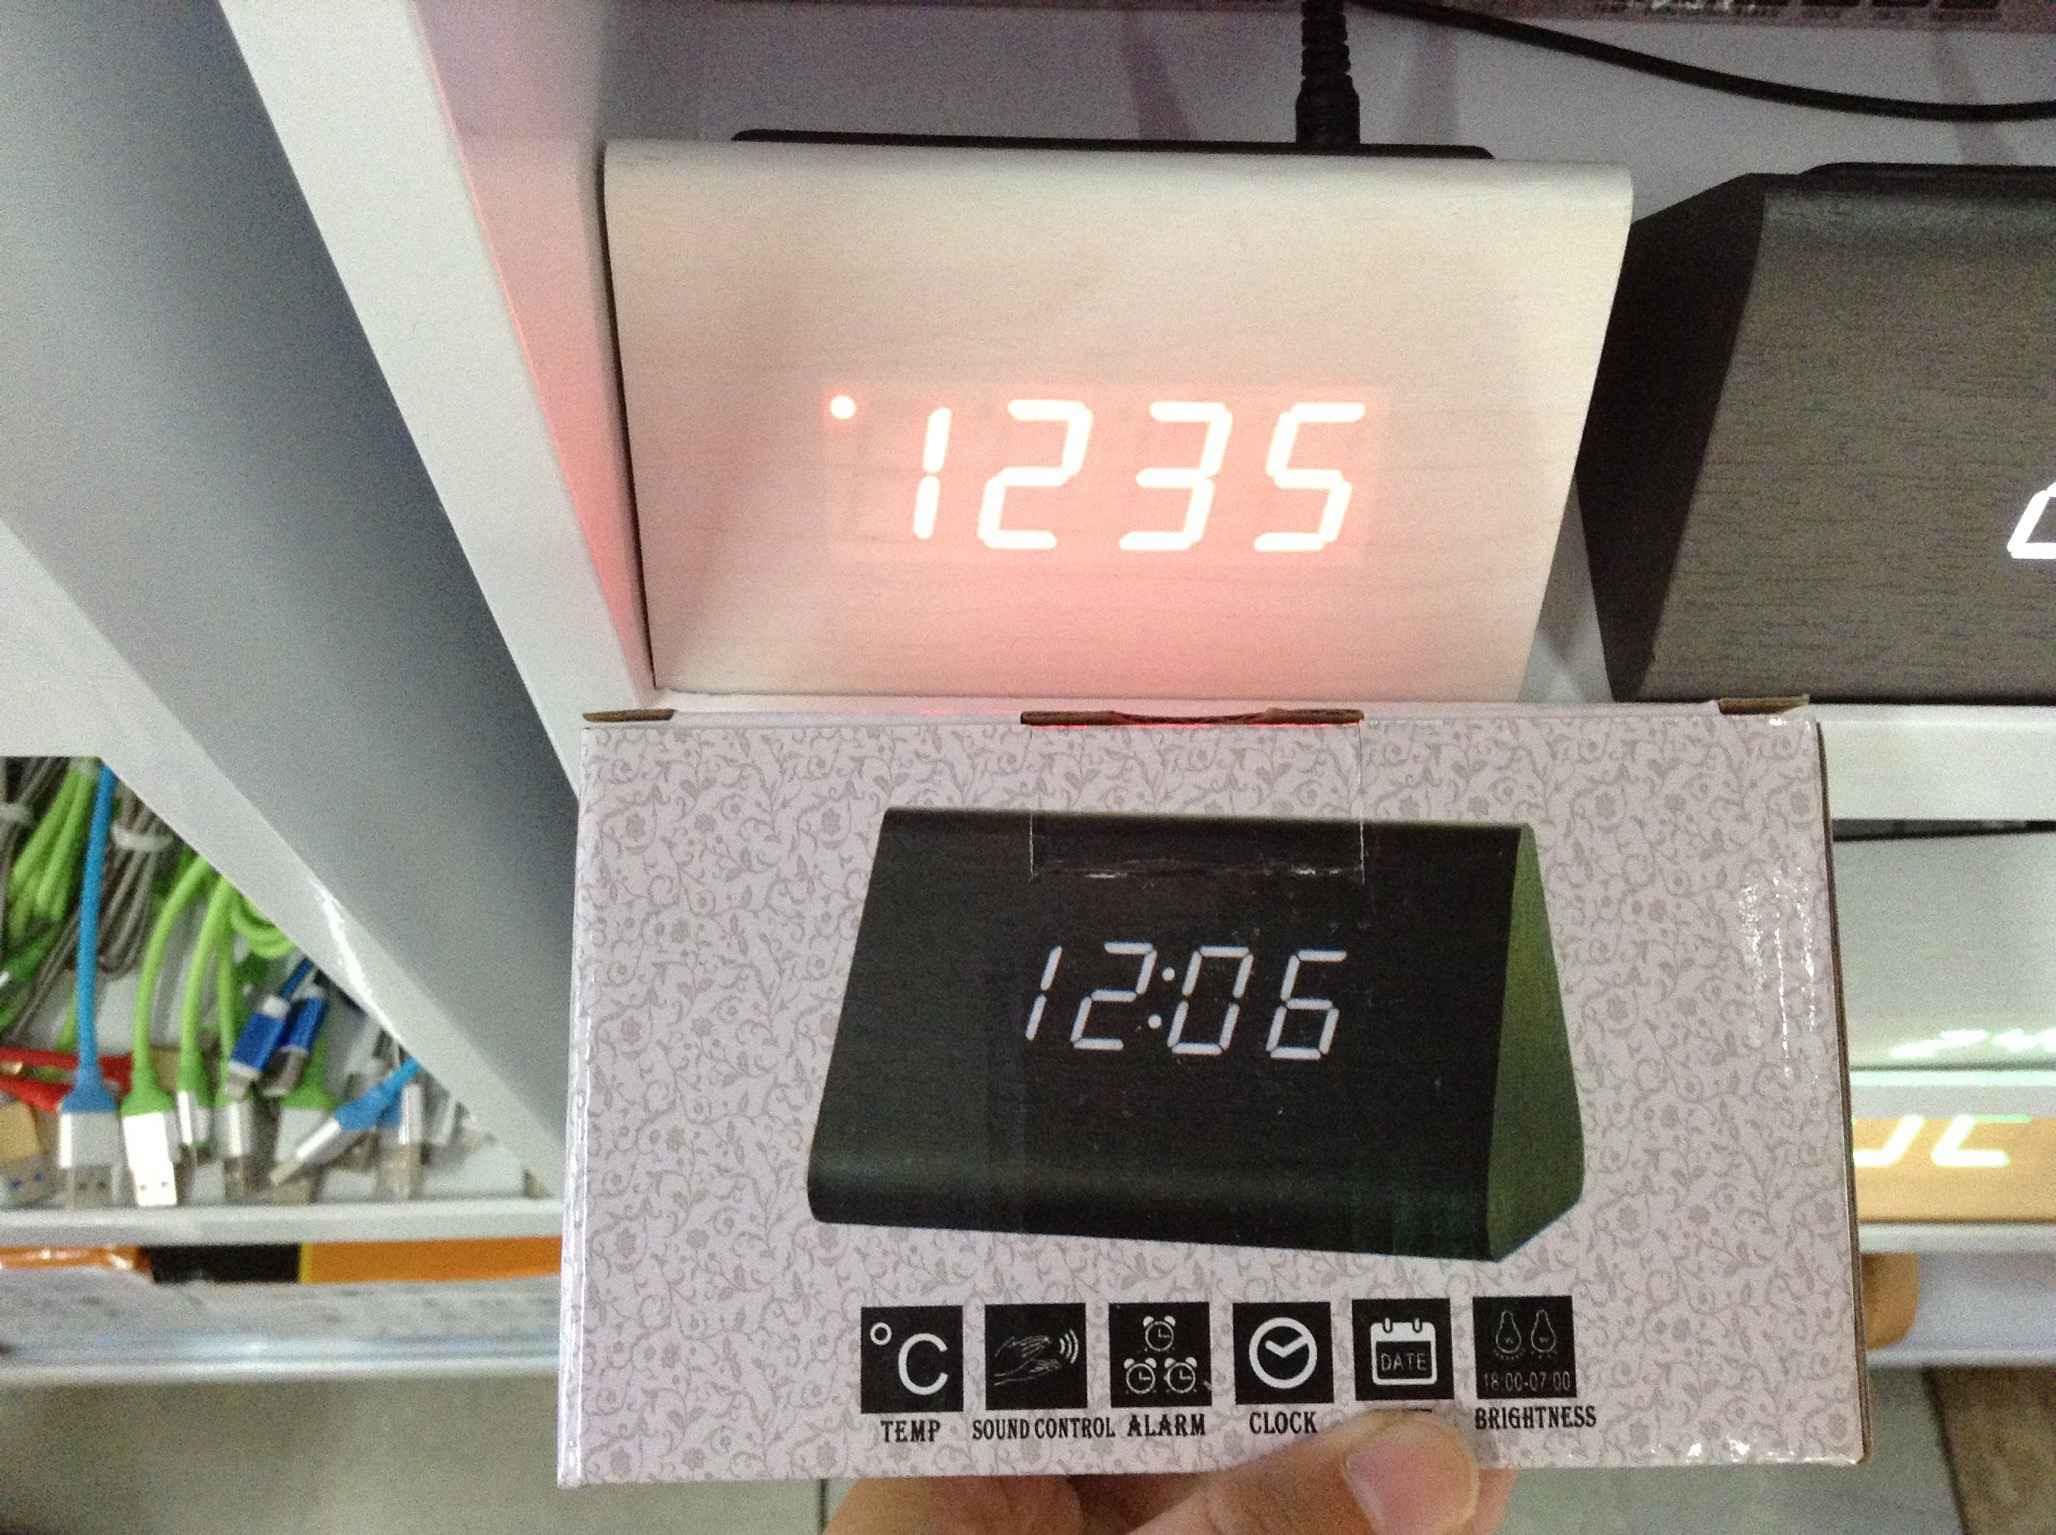 1235
12:06
°C
DATE
18:00-07:00
TEMP SOUND CONTROL ALARM CLOCK BRIGHTNESS